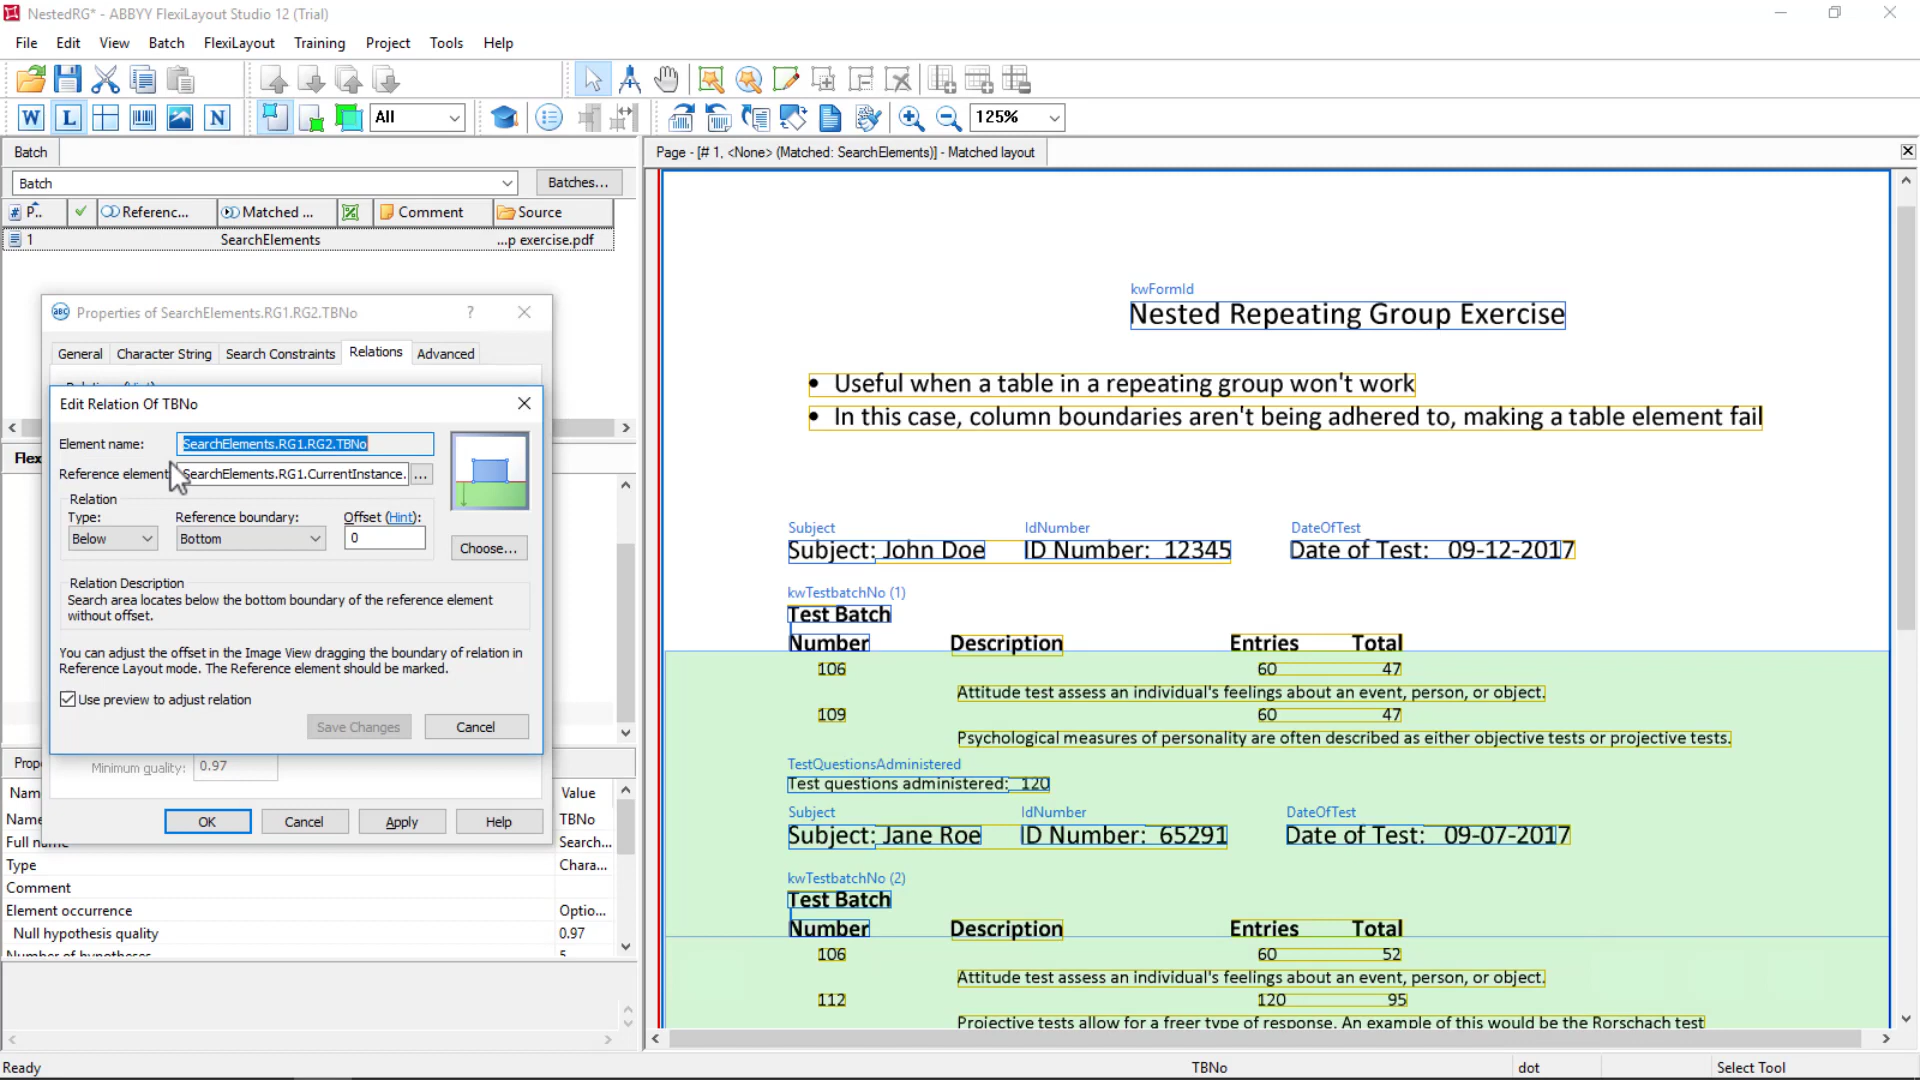 NestedRG* - ABBYY FlexiLayout Studio 12 (Trial)
File Edit View Batch FlexiLayout Training Project Tools Help
W L N All 125%
Batch
Page - [# 1, <None> (Matched: SearchElements)] - Matched layout
Batch Batches...
# P.. Referenc... Matched ... Comment Source
1 SearchElements ...p exercise.pdf
Properties of SearchElements.RG1.RG2.TBNo ?
General Character String Search Constraints Relations Advanced
Edit Relation Of TBNo
Element name: SearchElements.RG1.RG2.TBNo
Reference element SearchElements.RG1.CurrentInstance. ...
Relation
Type: Reference boundary: Offset (Hint):
Below Bottom 0
Choose...
Relation Description
Search area locates below the bottom boundary of the reference element
without offset.
You can adjust the offset in the Image View dragging the boundary of relation in
Reference Layout mode. The Reference element should be marked.
Use preview to adjust relation
Save Changes Cancel
Minimum quality: 0.97
OK Cancel Apply Help
Flex
Prop
Nam Value
Name TBNo
Full name Search...
Type Chara...
Comment
Element occurrence Optio...
Null hypothesis quality 0.97
Number of hypotheses 5
kwFormId
Nested Repeating Group Exercise
• Useful when a table in a repeating group won't work
• In this case, column boundaries aren't being adhered to, making a table element fail
Subject IdNumber DateOfTest
Subject: John Doe ID Number: 12345 Date of Test: 09-12-2017
kwTestbatchNo (1)
Test Batch
Number Description Entries Total
106 60 47
Attitude test assess an individual's feelings about an event, person, or object.
109 60 47
Psychological measures of personality are often described as either objective tests or projective tests.
TestQuestionsAdministered
Test questions administered: 120
Subject IdNumber DateOfTest
Subject: Jane Roe ID Number: 65291 Date of Test: 09-07-2017
kwTestbatchNo (2)
Test Batch
Number Description Entries Total
106 60 52
Attitude test assess an individual's feelings about an event, person, or object.
112 120 95
Projective tests allow for a freer type of response. An example of this would be the Rorschach test
Ready TBNo dot Select Tool